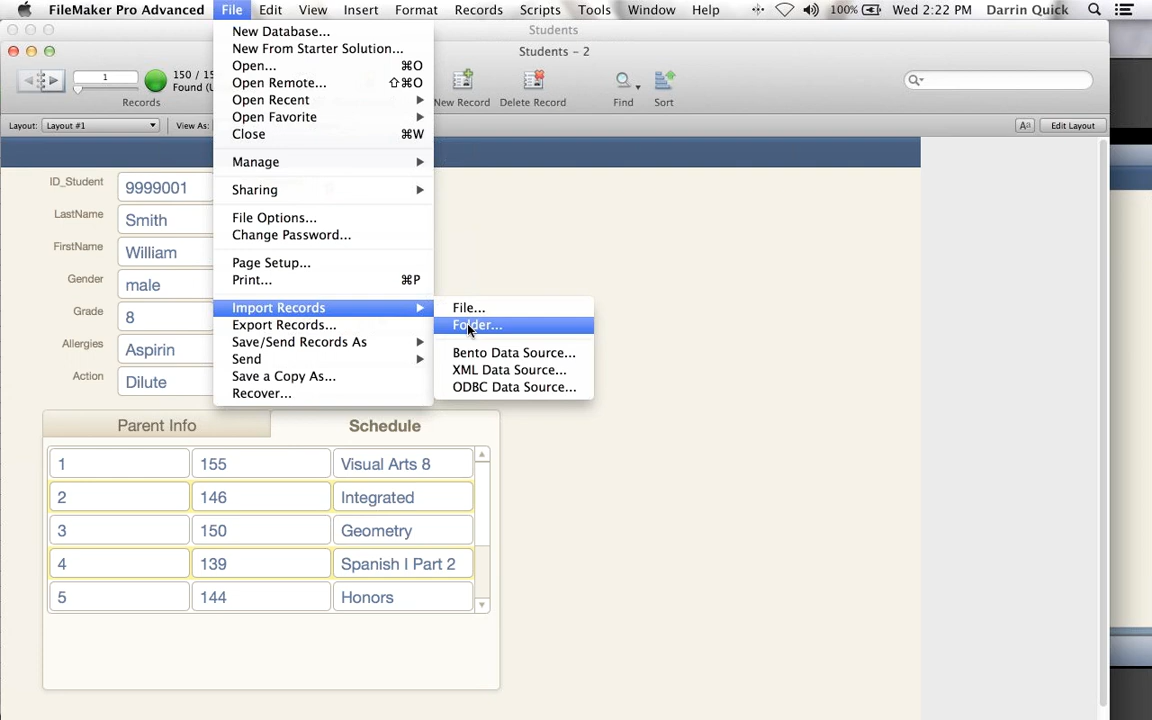 FileMaker Pro Advanced File Edit View Insert Format Records Scripts Tools Window Help 100% Wed 2:22 PM Darrin Quick
Students
Students – 2
New Database...
New From Starter Solution...
Open... ⌘O
Open Remote... ⇧⌘O
Open Recent
Open Favorite
Close ⌘W
Manage
Sharing
File Options...
Change Password...
Page Setup...
Print... ⌘P
Import Records
Export Records...
Save/Send Records As
Send
Save a Copy As...
Recover...
File...
Folder...
Bento Data Source...
XML Data Source...
ODBC Data Source...
1
150 / 15
Found (U
Records
New Record
Delete Record
Find
Sort
Layout: Layout #1
View As:
Aa
Edit Layout
ID_Student 9999001
LastName Smith
FirstName William
Gender male
Grade 8
Allergies Aspirin
Action Dilute
Parent Info Schedule
1 155 Visual Arts 8
2 146 Integrated
3 150 Geometry
4 139 Spanish I Part 2
5 144 Honors